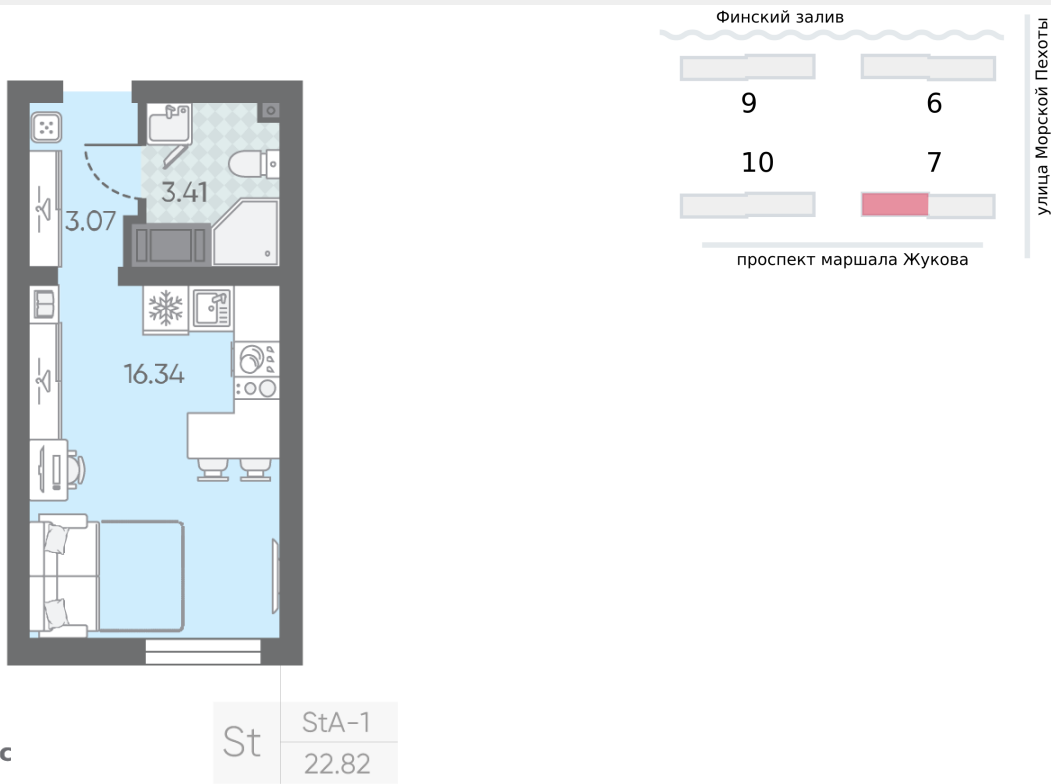 Финский залив
улица Морской Пехоты
9
6
10
7
проспект маршала Жукова
3.41
3.07
16.34
St
StA-1
22.82
с